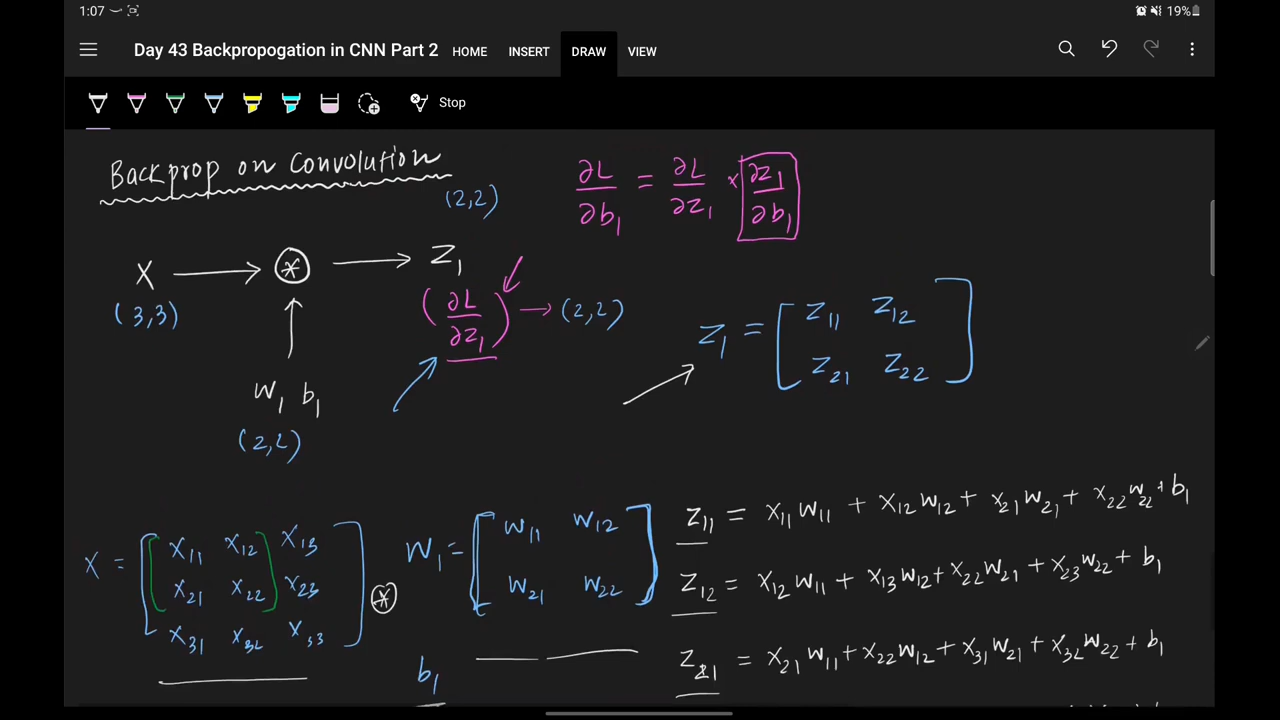 1:07 19%
Day 43 Backpropogation in CNN Part 2 HOME INSERT DRAW VIEW
Stop
Backprop on Convolution
∂L/∂b₁ = ∂L/∂z₁ × ∂z₁/∂b₁
(2,2)
X → ⊛ → Z₁
(3,3)
(∂L/∂z₁) → (2,2)
W₁ b₁
(2,2)
Z₁ = [ Z₁₁ Z₁₂
Z₂₁ Z₂₂ ]
X = [ X₁₁ X₁₂ X₁₃
X₂₁ X₂₂ X₂₃
X₃₁ X₃₂ X₃₃ ] ⊛
W₁ = [ W₁₁ W₁₂
W₂₁ W₂₂ ]
b₁
Z₁₁ = X₁₁W₁₁ + X₁₂W₁₂ + X₂₁W₂₁ + X₂₂W₂₂ + b₁
Z₁₂ = X₁₂W₁₁ + X₁₃W₁₂ + X₂₂W₂₁ + X₂₃W₂₂ + b₁
Z₂₁ = X₂₁W₁₁ + X₂₂W₁₂ + X₃₁W₂₁ + X₃₂W₂₂ + b₁